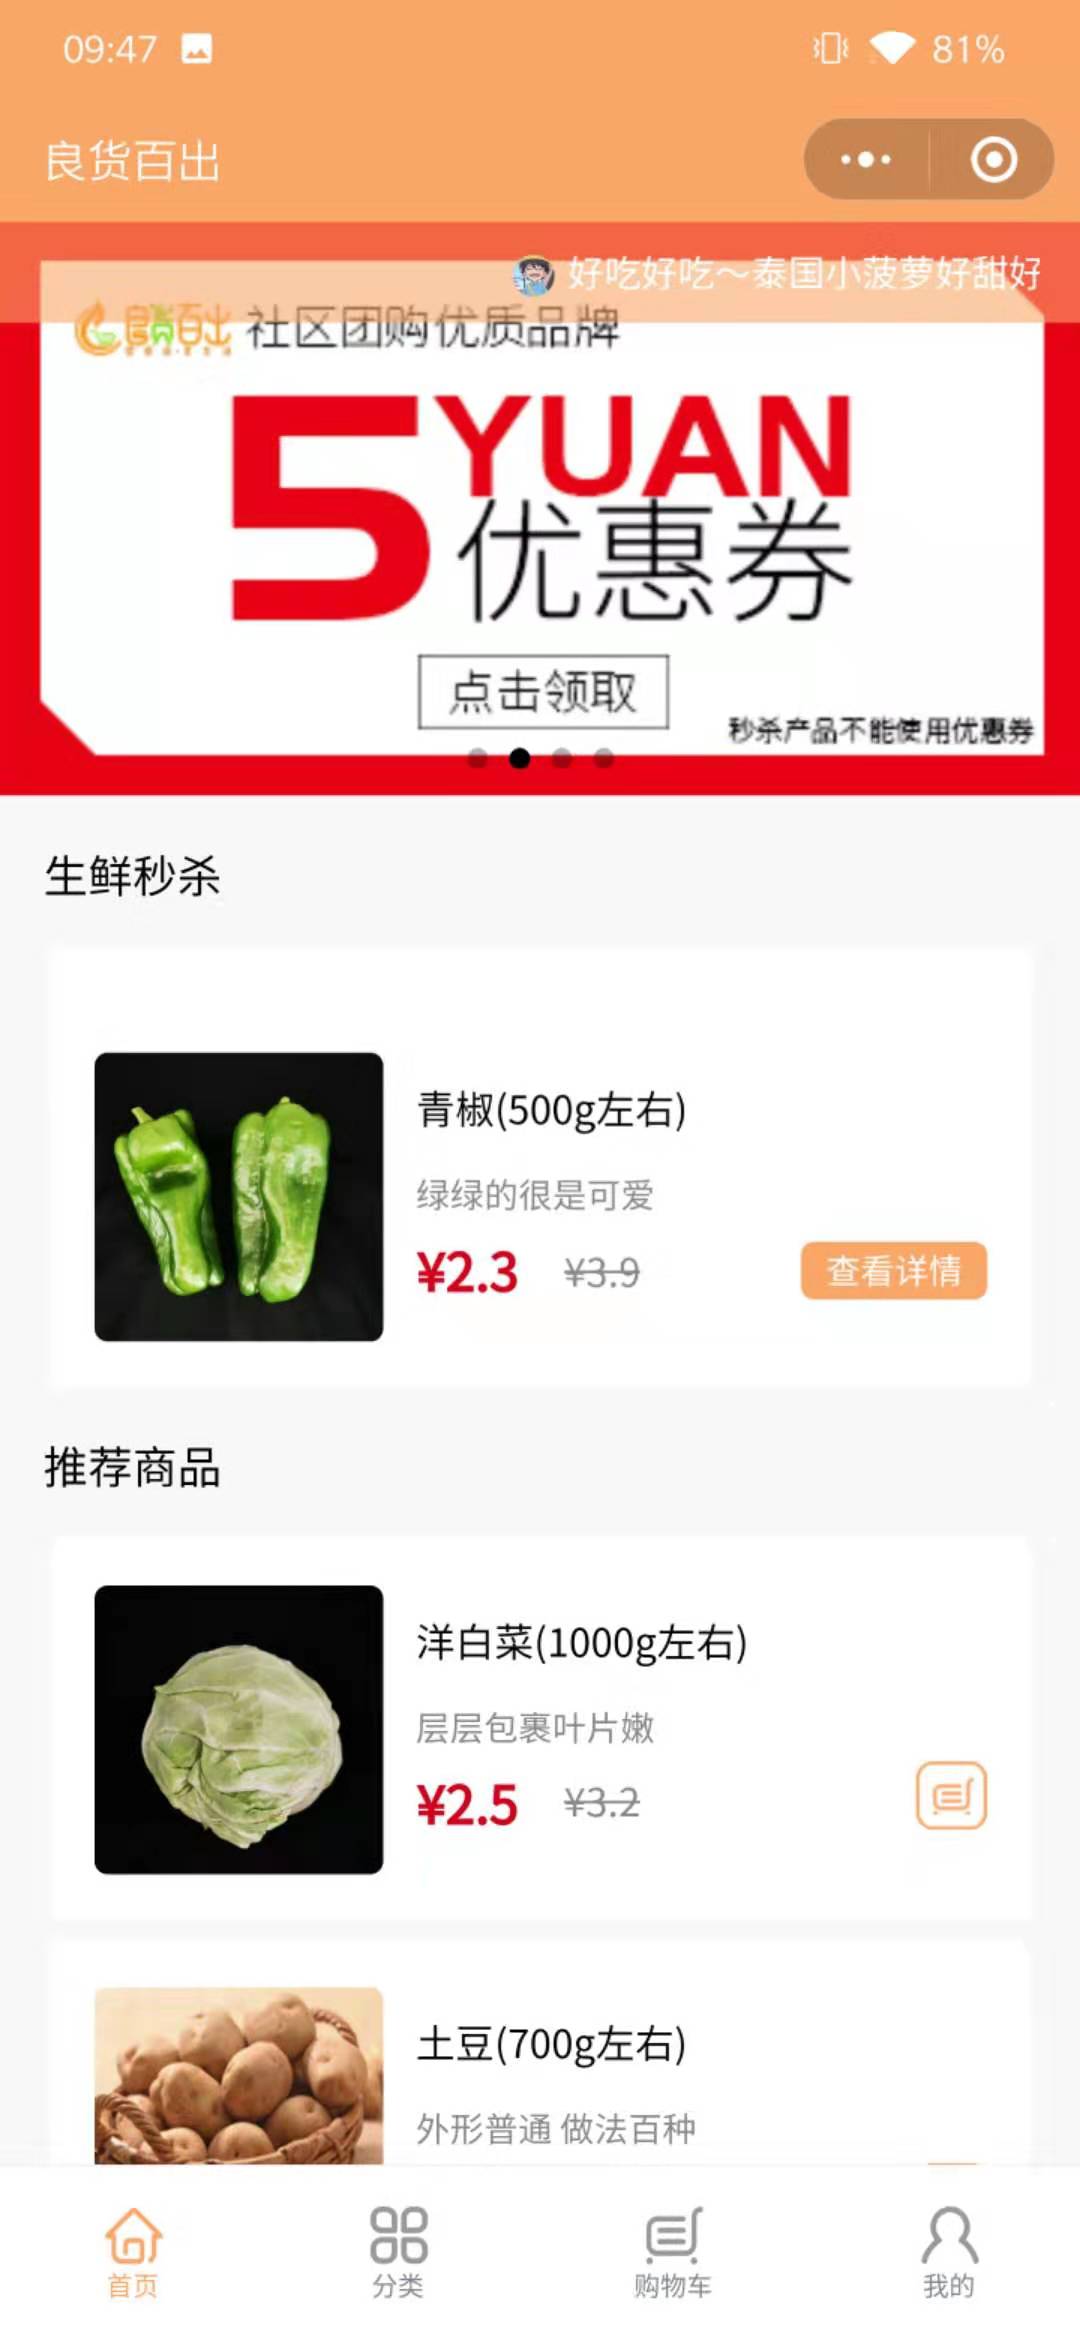 09:47
81%
良货百出
好吃好吃～泰国小菠萝好甜好
良货百出 社区团购优质品牌
5YUAN
优惠券
点击领取
秒杀产品不能使用优惠券
生鲜秒杀
青椒(500g左右)
绿绿的很是可爱
¥2.3 ¥3.9
查看详情
推荐商品
洋白菜(1000g左右)
层层包裹叶片嫩
¥2.5 ¥3.2
土豆(700g左右)
外形普通 做法百种
首页 分类 购物车 我的